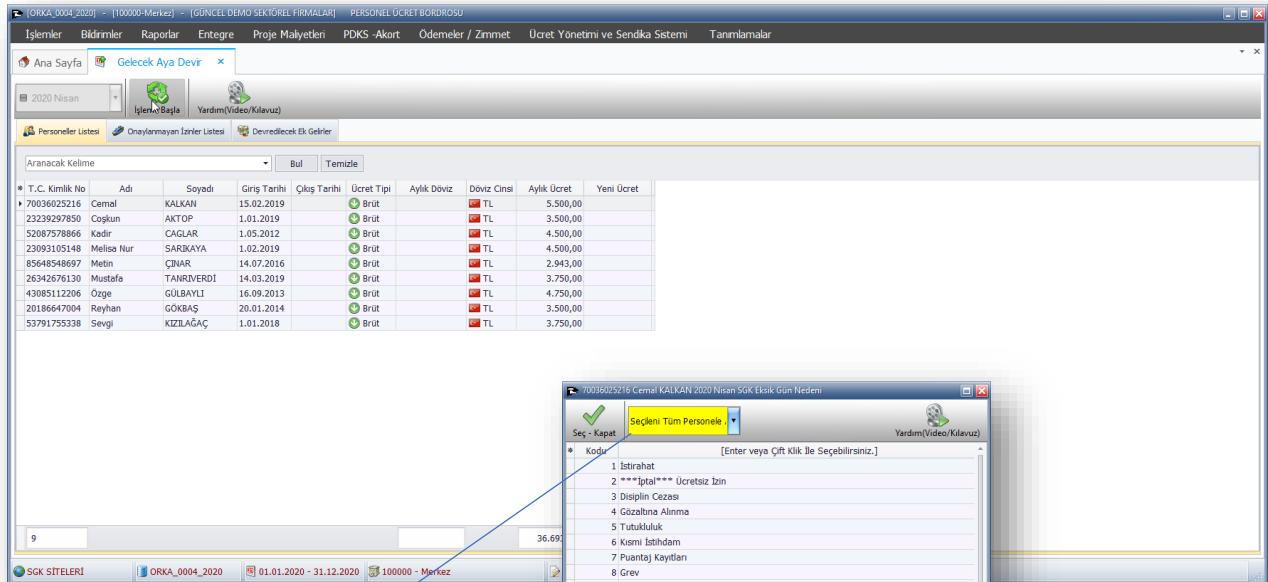 [ORKA_0004_2020] - [100000-Merkez] - [GÜNCEL DEMO SEKTÖREL FİRMALAR] PERSONEL ÜCRET BORDROSU
İşlemler Bildirimler Raporlar Entegre Proje Maliyetleri PDKS -Akort Ödemeler / Zimmet Ücret Yönetimi ve Sendika Sistemi Tanımlamalar
Ana Sayfa Gelecek Aya Devir
2020 Nisan
Başla Yardım(Video/Kılavuz)
Personeller Listesi Onaylanmayan İzinler Listesi Devredilecek Ek Gelirler
Aranacak Kelime Bul Temizle
T.C. Kimlik No Adı Soyadı Giriş Tarihi Çıkış Tarihi Ücret Tipi Aylık Döviz Döviz Cinsi Aylık Ücret Yeni Ücret
70036025216 Cemal KALKAN 15.02.2019 Brüt TL 5.500,00
23239297850 Coşkun AKTOP 1.01.2019 Brüt TL 3.500,00
52087578866 Kadir CAGLAR 1.05.2012 Brüt TL 4.500,00
23093105148 Melisa Nur SARIKAYA 1.02.2019 Brüt TL 4.500,00
85648548697 Metin ÇINAR 14.07.2016 Brüt TL 2.943,00
26342676130 Mustafa TANRIVERDİ 14.03.2019 Brüt TL 3.750,00
43085112206 Özge GÜLBAYLI 16.09.2013 Brüt TL 4.750,00
20186647004 Reyhan GÖKBAŞ 20.01.2014 Brüt TL 3.500,00
53791755338 Sevgi KIZILAĞAÇ 1.01.2018 Brüt TL 3.750,00
70036025216 Cemal KALKAN 2020 Nisan SGK Eksik Gün Nedeni
Seç - Kapat Seçileni Tüm Personele Yardım(Video/Kılavuz)
Kodu [Enter veya Çift Klik İle Seçebilirsiniz.]
1 İstirahat
2 ***İptal*** Ücretsiz İzin
3 Disiplin Cezası
4 Gözaltına Alınma
5 Tutukluluk
6 Kısmi İstihdam
7 Puantaj Kayıtları
8 Grev
9 36.693
SGK SİTELERİ ORKA_0004_2020 01.01.2020 - 31.12.2020 100000 - Merkez